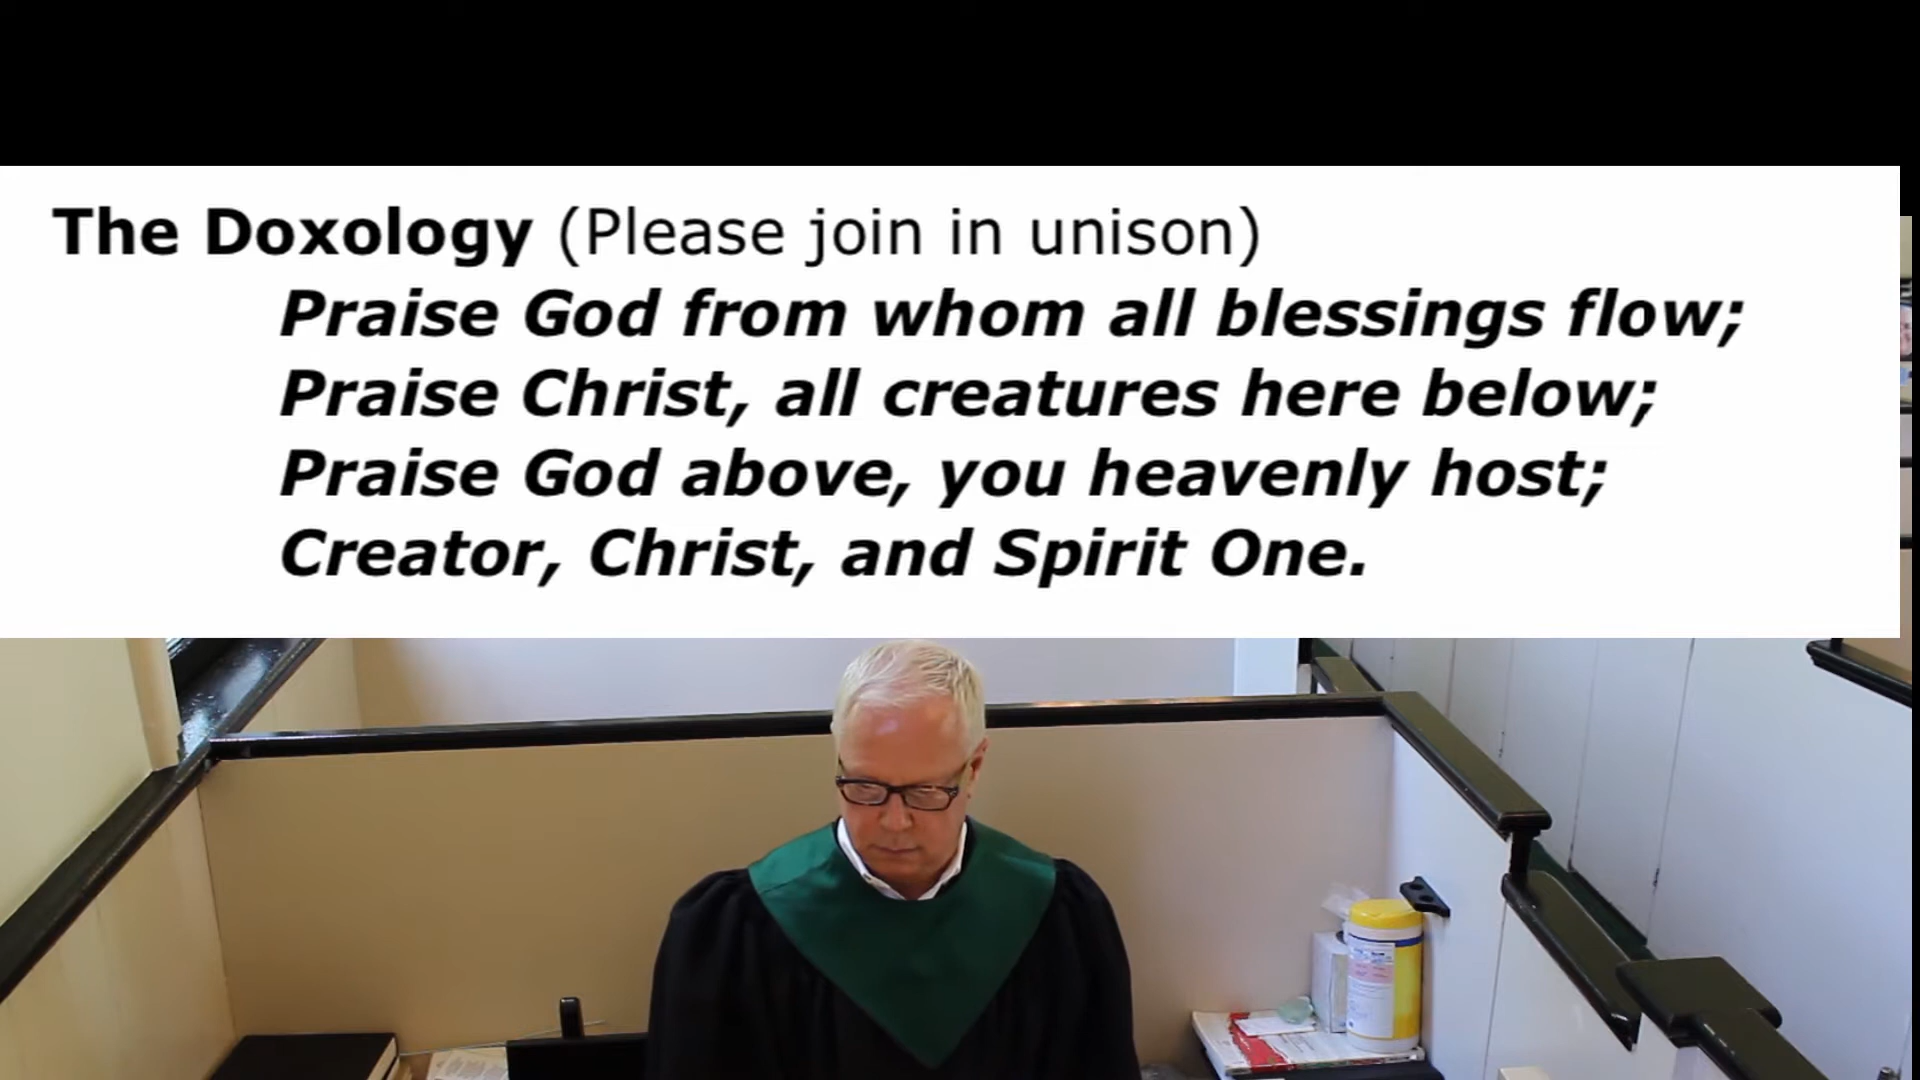 The Doxology (Please join in unison)
Praise God from whom all blessings flow;
Praise Christ, all creatures here below;
Praise God above, you heavenly host;
Creator, Christ, and Spirit One.